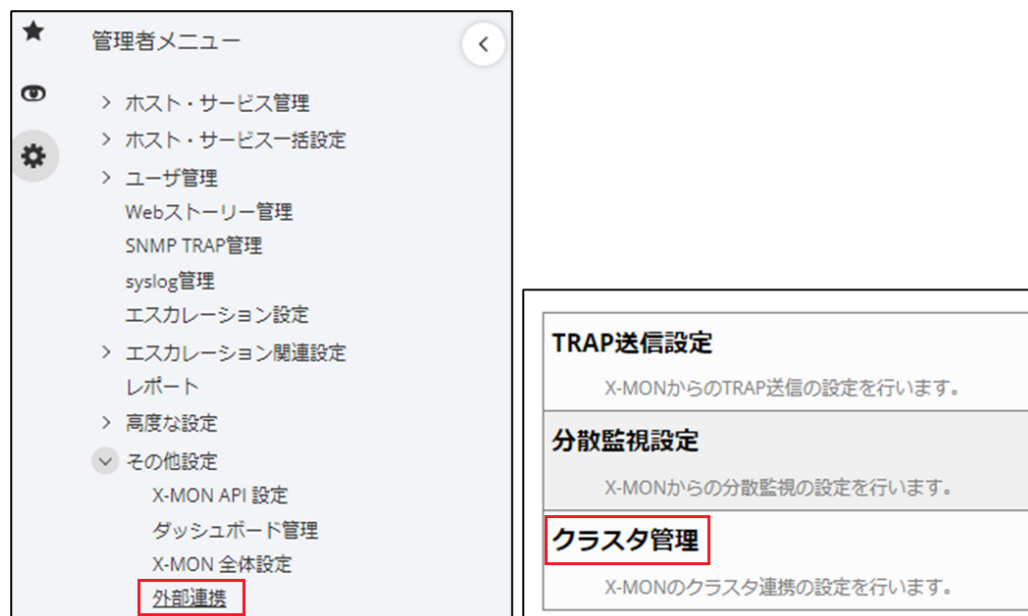 管理者メニュー
ホスト・サービス管理
ホスト・サービス一括設定
ユーザ管理
Webストーリー管理
SNMP TRAP管理
syslog管理
エスカレーション設定
エスカレーション関連設定
レポート
高度な設定
その他設定
X-MON API 設定
ダッシュボード管理
X-MON 全体設定
外部連携
TRAP送信設定
X-MONからのTRAP送信の設定を行います。
分散監視設定
X-MONからの分散監視の設定を行います。
クラスタ管理
X-MONのクラスタ連携の設定を行います。